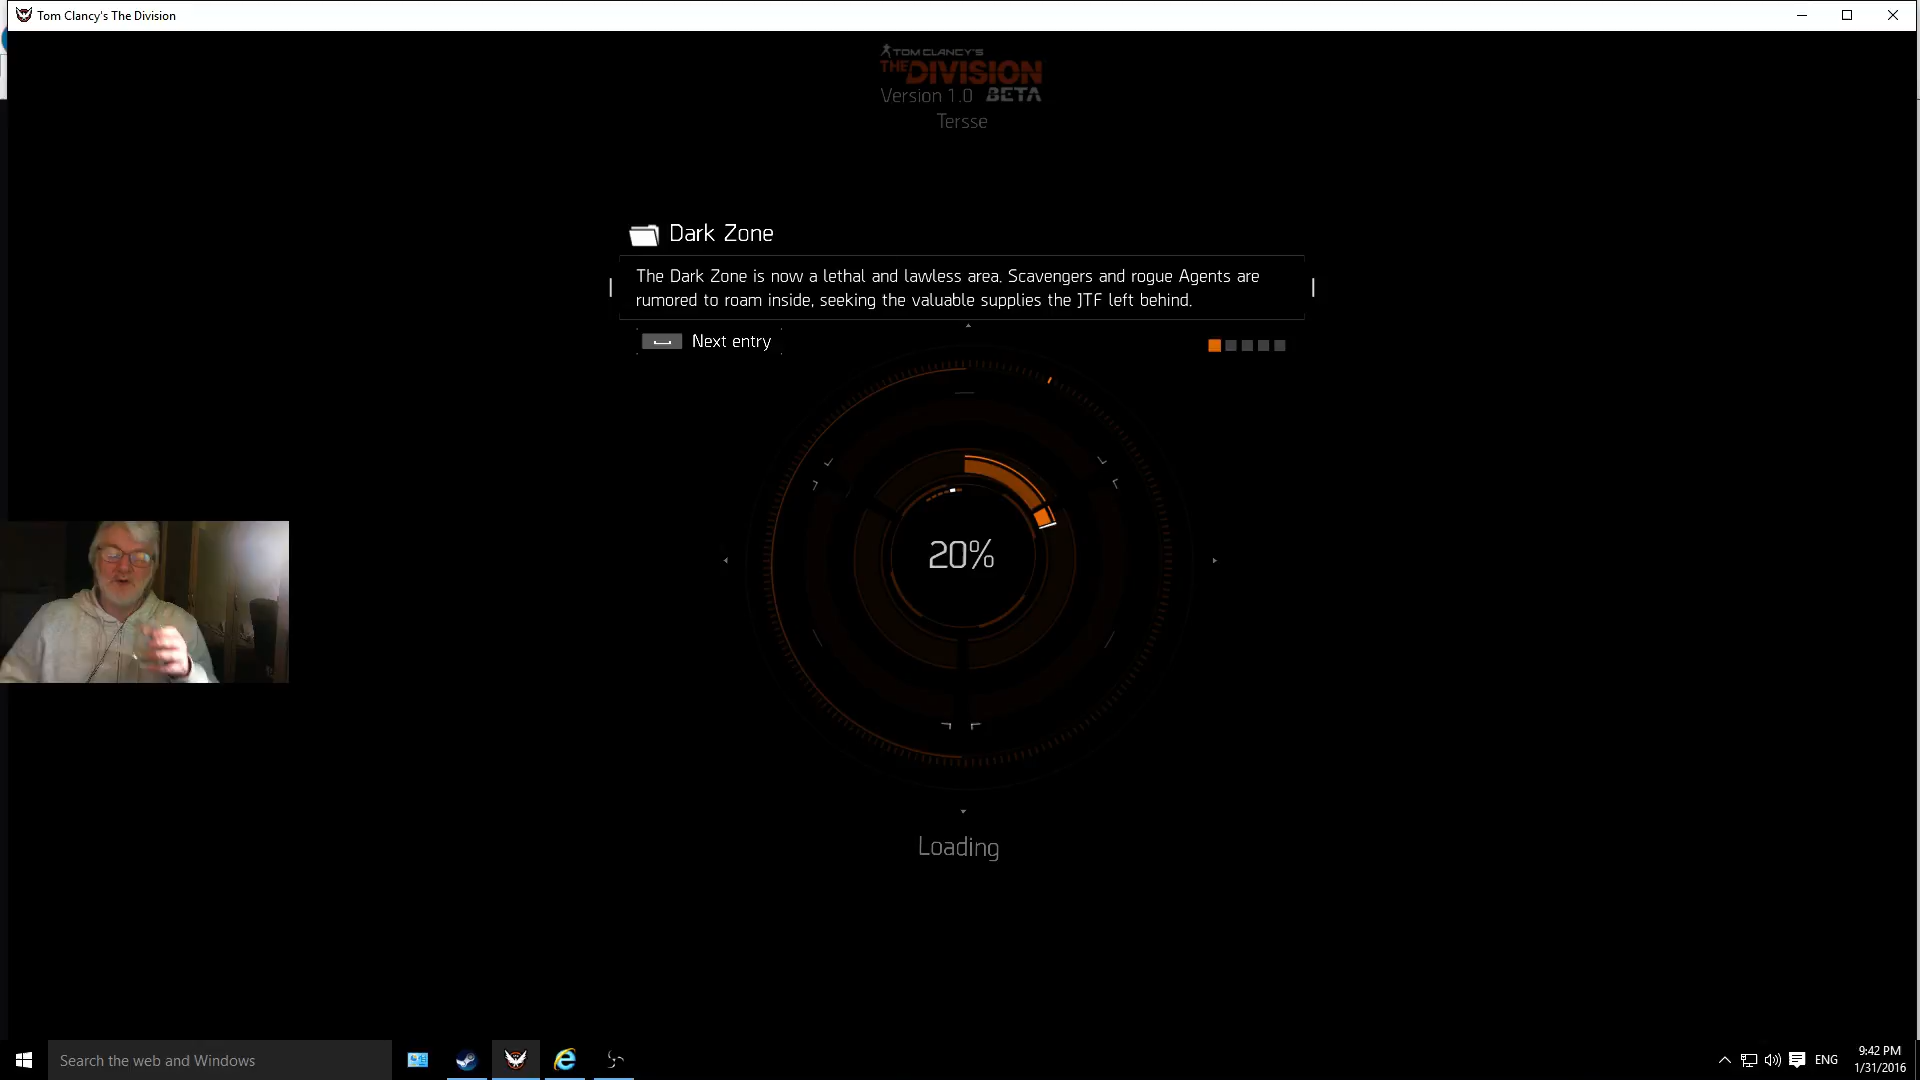 Tom Clancy's The Division
TOM CLANCY'S
THE DIVISION
Version 1.0 BETA
Tersse
Dark Zone
The Dark Zone is now a lethal and lawless area. Scavengers and rogue Agents are
rumored to roam inside, seeking the valuable supplies the JTF left behind.
Next entry
20%
Loading
Search the web and Windows
ENG
9:42 PM
1/31/2016